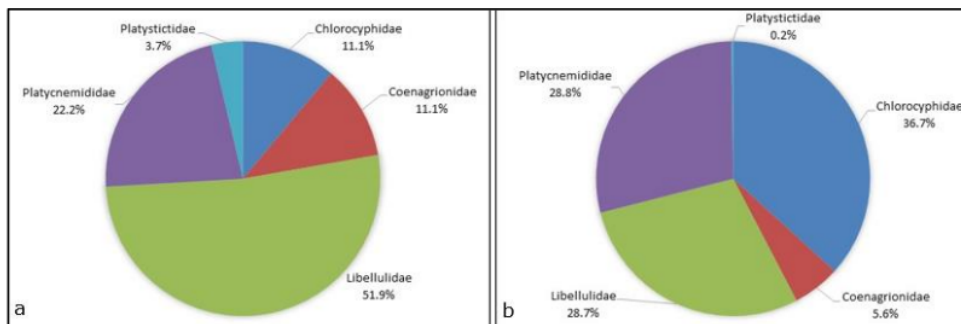 Platystictidae
3.7%
Chlorocyphidae
11.1%
Coenagrionidae
11.1%
Platycnemididae
22.2%
Libellulidae
51.9%
a
Platystictidae
0.2%
Platycnemididae
28.8%
Chlorocyphidae
36.7%
Libellulidae
28.7%
Coenagrionidae
5.6%
b